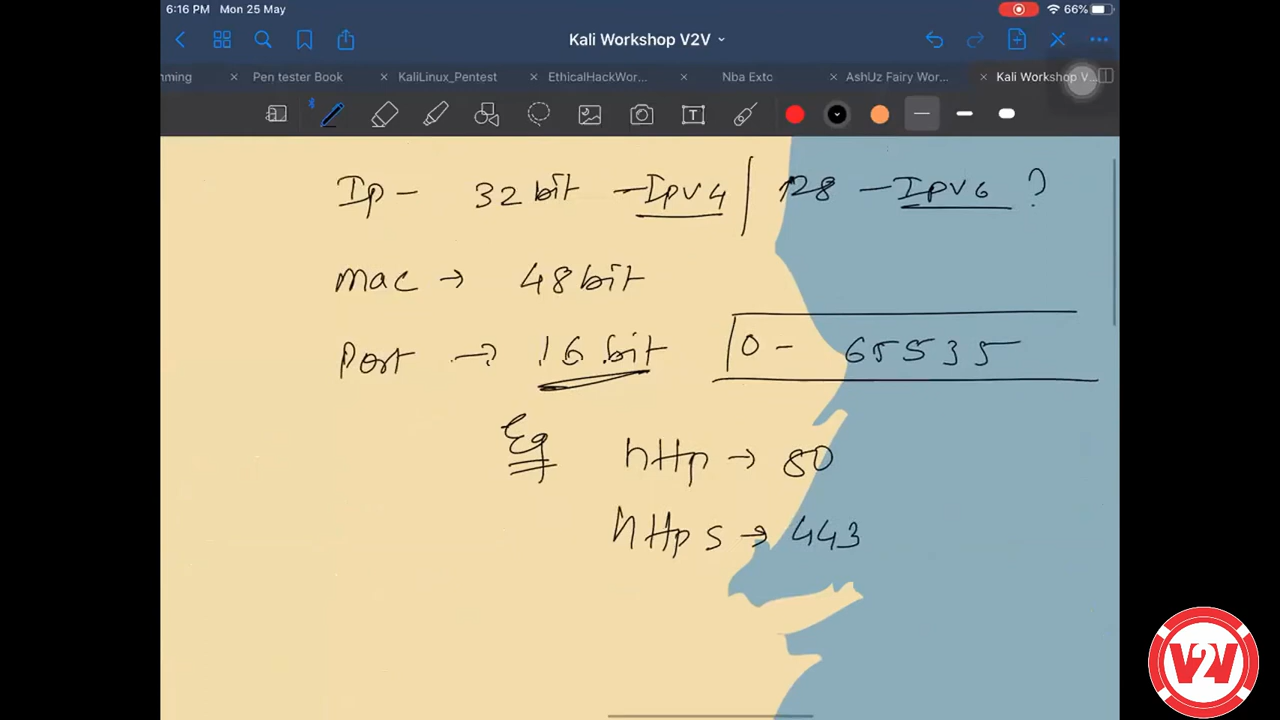 6:16 PM Mon 25 May
66%
Kali Workshop V2V
nming
Pen tester Book
KaliLinux_Pentest
EthicalHackWor...
Nba Extc
AshUz Fairy Wor...
Kali Workshop V...
T
Ip - 32 bit - IPV4 | 128 - IPV6 ?
mac → 48 bit
Port → 16 bit 0 - 65535
Eg http → 80
https → 443
V2V